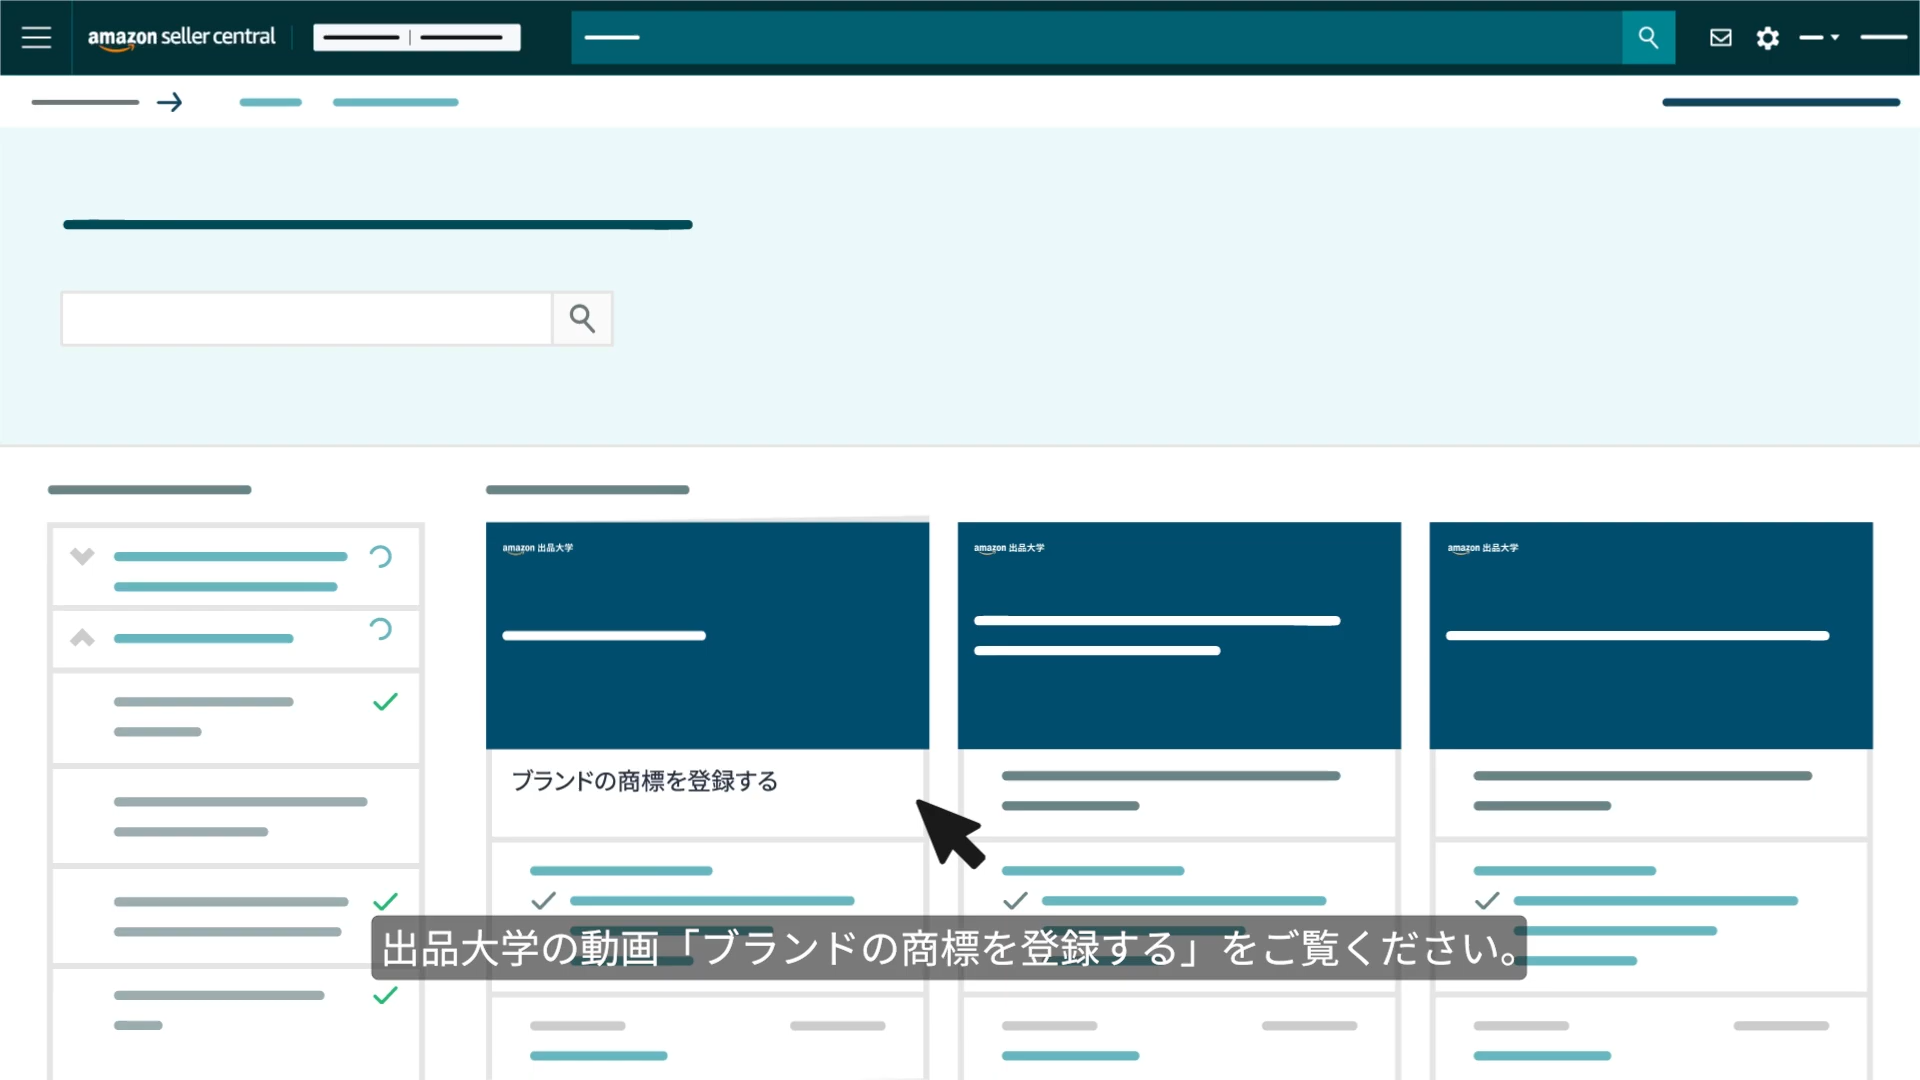 amazon seller central
amazon 出品大学
amazon 出品大学
amazon 出品大学
ブランドの商標を登録する
出品大学の動画「ブランドの商標を登録する」をご覧ください。